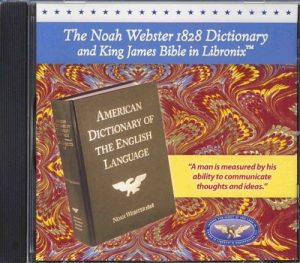 The Noah Webster 1828 Dictionary
and King James Bible in Libronix™
AMERICAN
DICTIONARY OF
THE ENGLISH
LANGUAGE
NOAH WEBSTER 1828
"A man is measured by his
ability to communicate
thoughts and ideas."